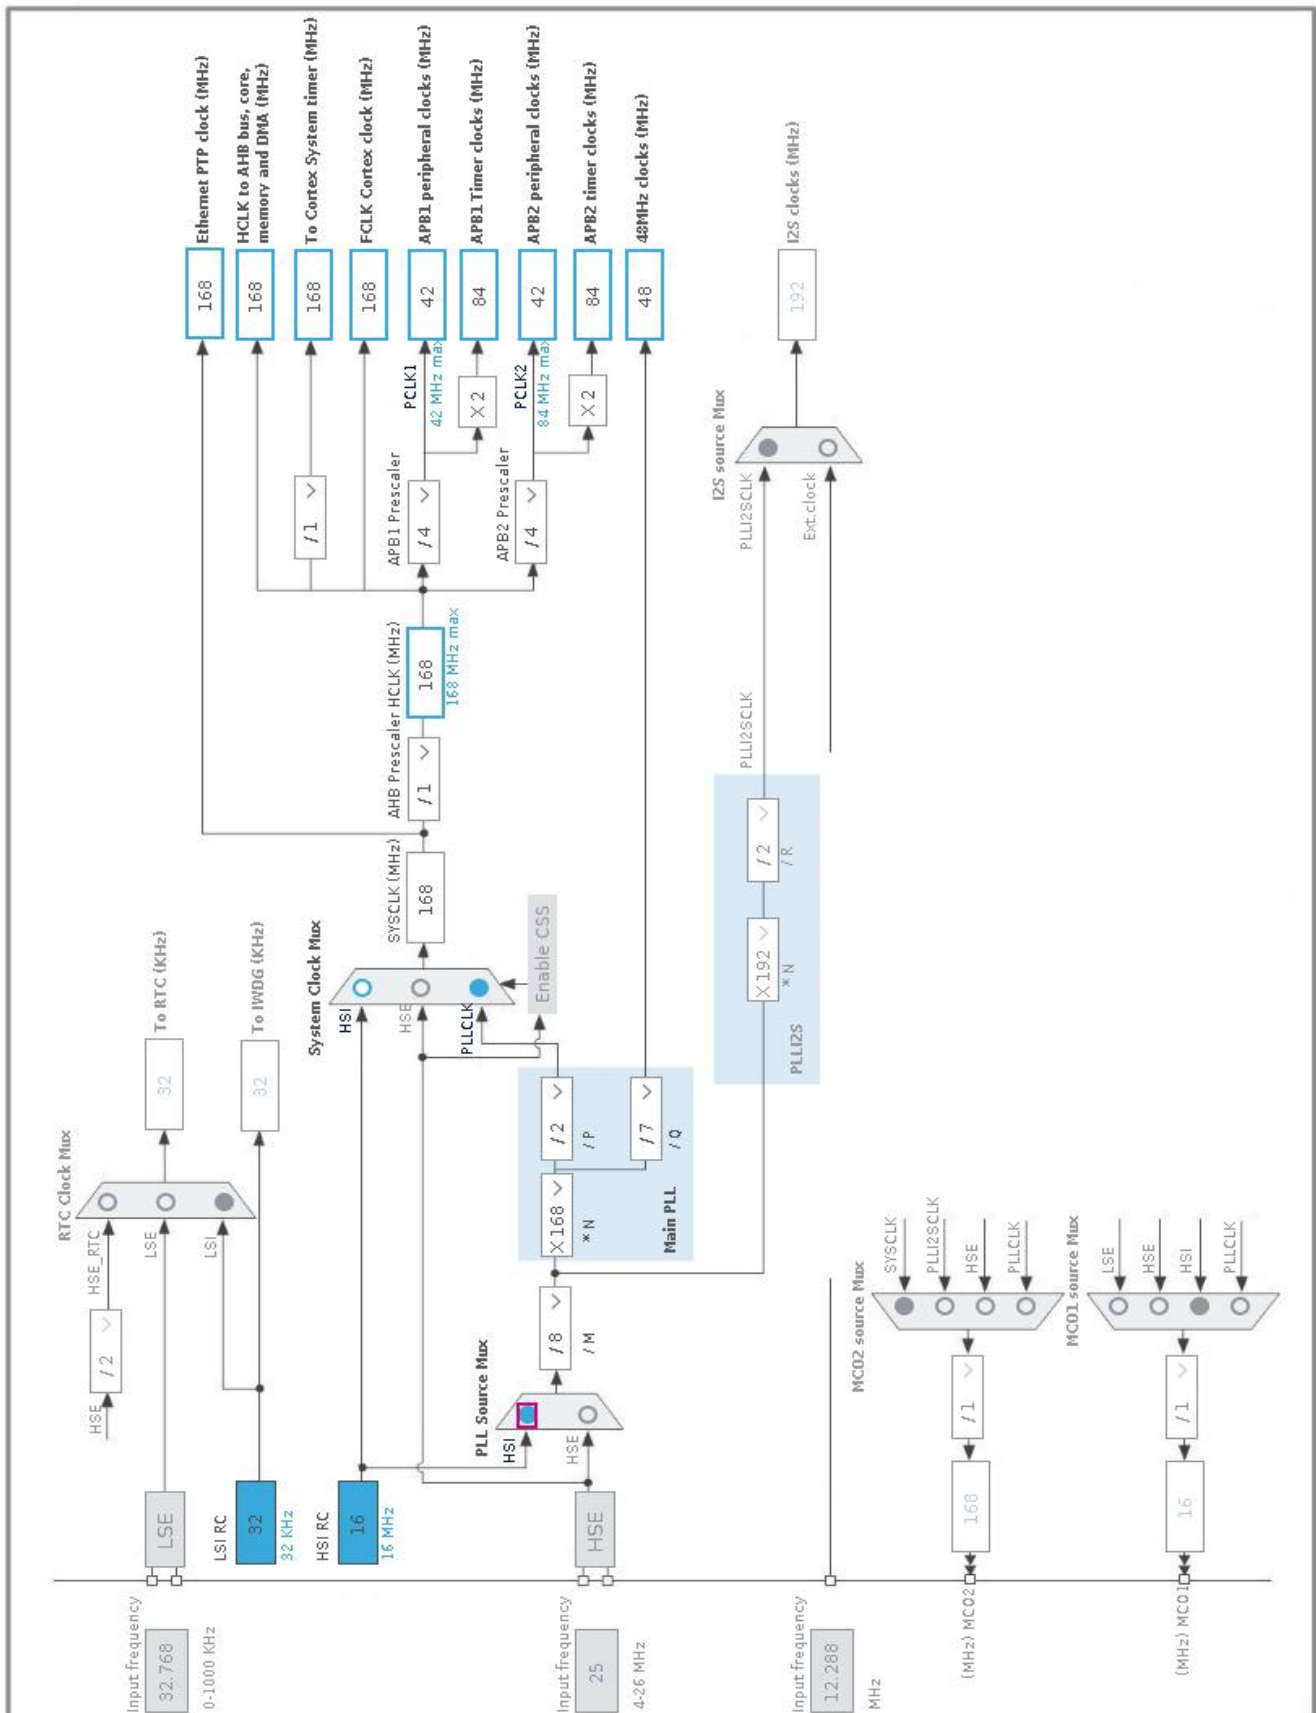 Input frequency
32.768
0-1000 KHz
LSE
HSE
/ 2
HSE_RTC
LSE
LSI
RTC Clock Mux
32
To RTC (KHz)
LSI RC
32
32 KHz
32
To IWDG (KHz)
HSI RC
16
16 MHz
Input frequency
25
4-26 MHz
HSE
PLL Source Mux
HSI
HSE
/ 8
/ M
X 168
* N
/ 2
/ P
/ 7
/ Q
Main PLL
System Clock Mux
HSI
HSE
PLLCLK
Enable CSS
SYSCLK (MHz)
168
AHB Prescaler
/ 1
HCLK (MHz)
168
168 MHz max
168
Ethernet PTP clock (MHz)
168
HCLK to AHB bus, core,
memory and DMA (MHz)
/ 1
168
To Cortex System timer (MHz)
168
FCLK Cortex clock (MHz)
APB1 Prescaler
/ 4
PCLK1
42 MHz max
42
APB1 peripheral clocks (MHz)
X 2
84
APB1 Timer clocks (MHz)
APB2 Prescaler
/ 4
PCLK2
84 MHz max
42
APB2 peripheral clocks (MHz)
X 2
84
APB2 timer clocks (MHz)
48
48MHz clocks (MHz)
X 192
* N
/ 2
/ R
PLLI2S
PLLI2SCLK
PLLI2SCLK
Ext.clock
I2S source Mux
192
I2S clocks (MHz)
Input frequency
12.288
MHz
MCO2 source Mux
SYSCLK
PLLI2SCLK
HSE
PLLCLK
/ 1
168
(MHz) MCO2
MCO1 source Mux
LSE
HSE
HSI
PLLCLK
/ 1
16
(MHz) MCO1